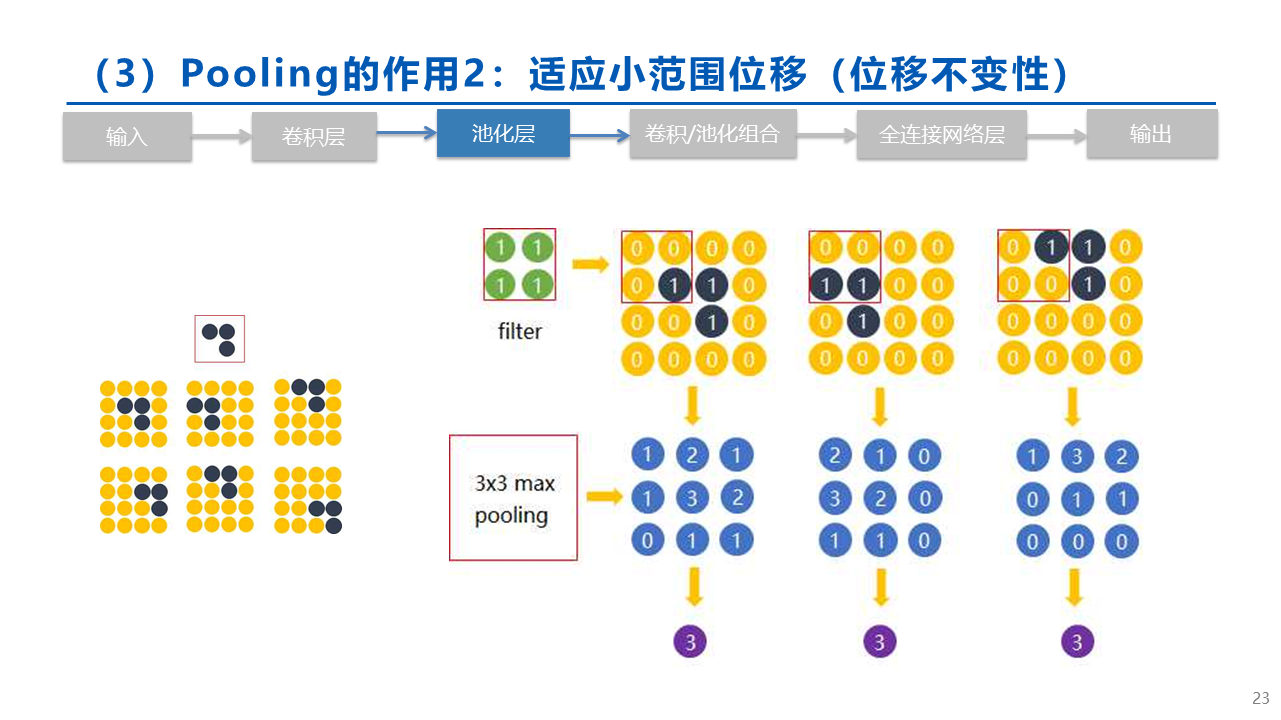 （3）Pooling的作用2：适应小范围位移（位移不变性）
输入 卷积层 池化层 卷积/池化组合 全连接网络层 输出
1 1 0 0 0 0 0 0 0 0 0 1 1 0
1 1 0 1 1 0 1 1 0 0 0 0 1 0
filter 0 0 1 0 0 1 0 0 0 0 0 0
0 0 0 0 0 0 0 0 0 0 0 0
1 2 1 2 1 0 1 3 2
3x3 max
pooling
1 3 2 3 2 0 0 1 1
0 1 1 1 1 0 0 0 0
3 3 3
23